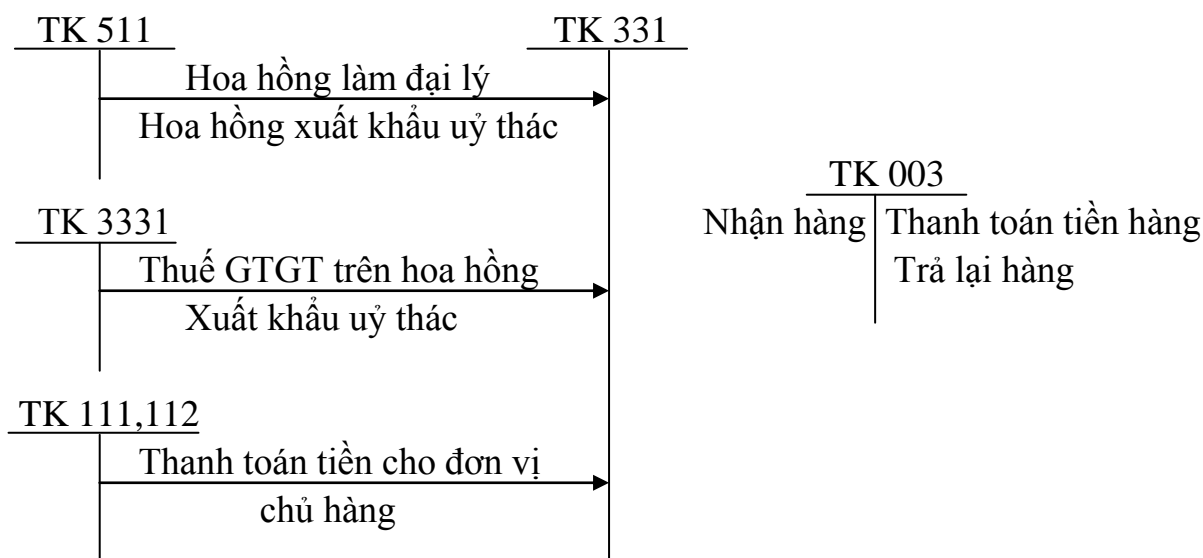 TK 511
TK 331
Hoa hồng làm đại lý
Hoa hồng xuất khẩu uỷ thác
TK 003
Nhận hàng
Thanh toán tiền hàng
Trả lại hàng
TK 3331
Thuế GTGT trên hoa hồng
Xuất khẩu uỷ thác
TK 111,112
Thanh toán tiền cho đơn vị
chủ hàng